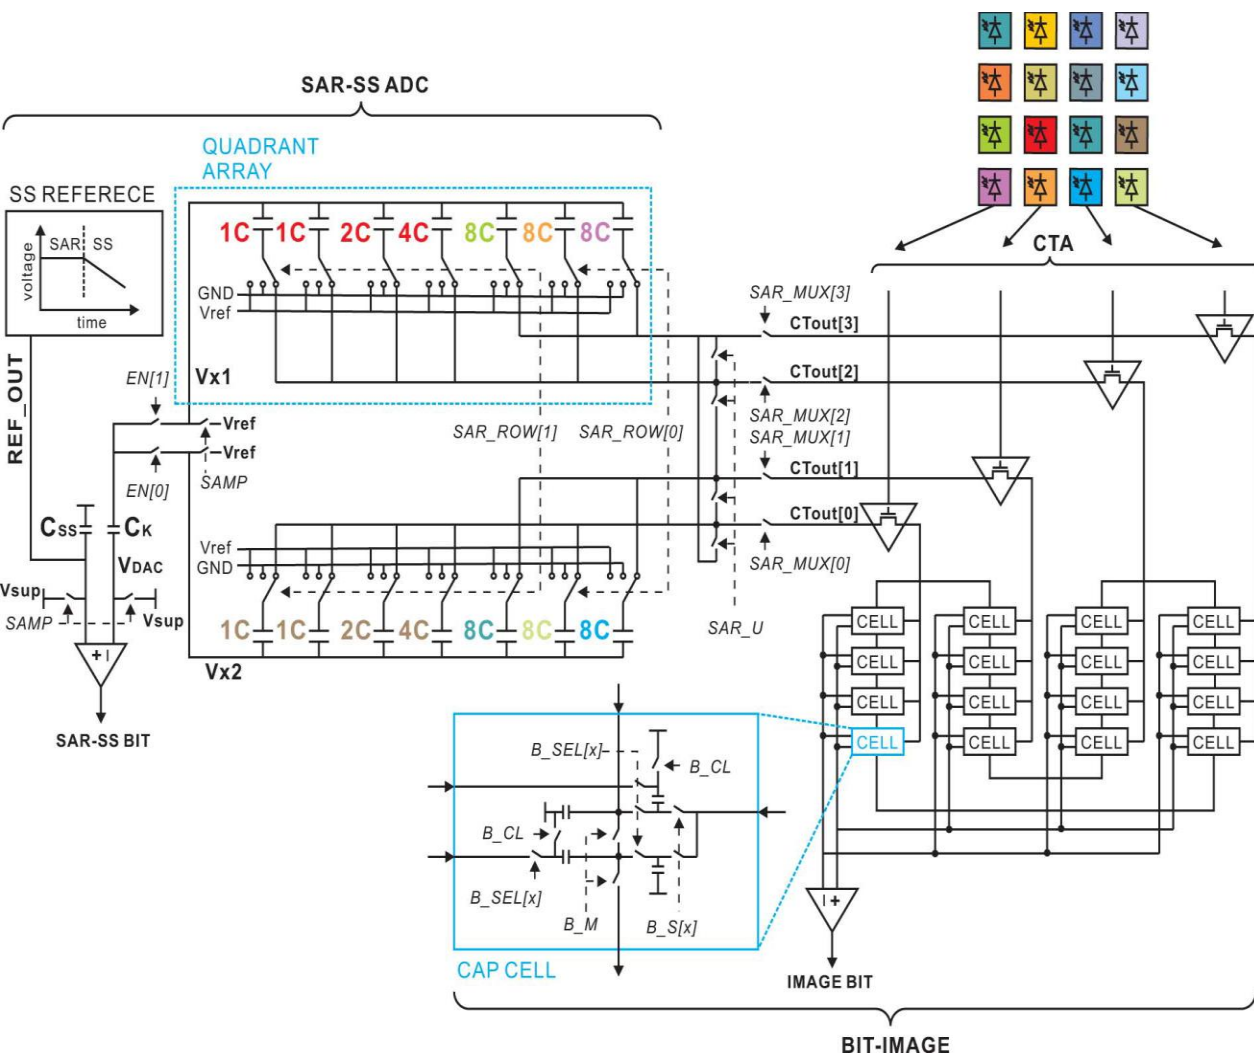 SAR-SS ADC
QUADRANT
ARRAY
SS REFERECE
voltage
SAR SS
time
1C 1C 2C 4C 8C 8C 8C
GND
Vref
CTA
SAR_MUX[3]
CTout[3]
CTout[2]
SAR_MUX[2]
SAR_MUX[1]
CTout[1]
CTout[0]
SAR_MUX[0]
Vx1
EN[1]
Vref
Vref
SAMP
EN[0]
REF_OUT
SAR_ROW[1] SAR_ROW[0]
CSS CK
VDAC
Vref
GND
Vsup
SAMP
Vsup
+ -
1C 1C 2C 4C 8C 8C 8C
Vx2
SAR_U
SAR-SS BIT
CELL CELL CELL CELL
CELL CELL CELL CELL
CELL CELL CELL CELL
CELL CELL CELL CELL
B_SEL[x]
B_CL
B_CL
B_SEL[x]
B_M
B_S[x]
CAP CELL
- +
IMAGE BIT
BIT-IMAGE